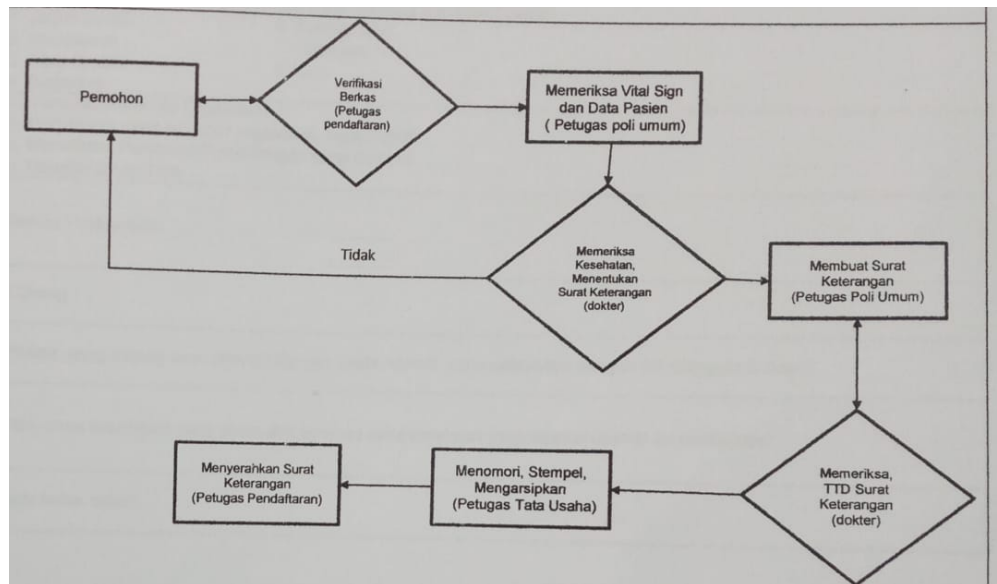 Pemohon
Verifikasi
Berkas
(Petugas
pendaftaran)
Memeriksa Vital Sign
dan Data Pasien
( Petugas poli umum)
Tidak
Memeriksa
Kesehatan,
Menentukan
Surat Keterangan
(dokter)
Membuat Surat
Keterangan
(Petugas Poli Umum)
Menyerahkan Surat
Keterangan
(Petugas Pendaftaran)
Menomori, Stempel,
Mengarsipkan
(Petugas Tata Usaha)
Memeriksa,
TTD Surat
Keterangan
(dokter)